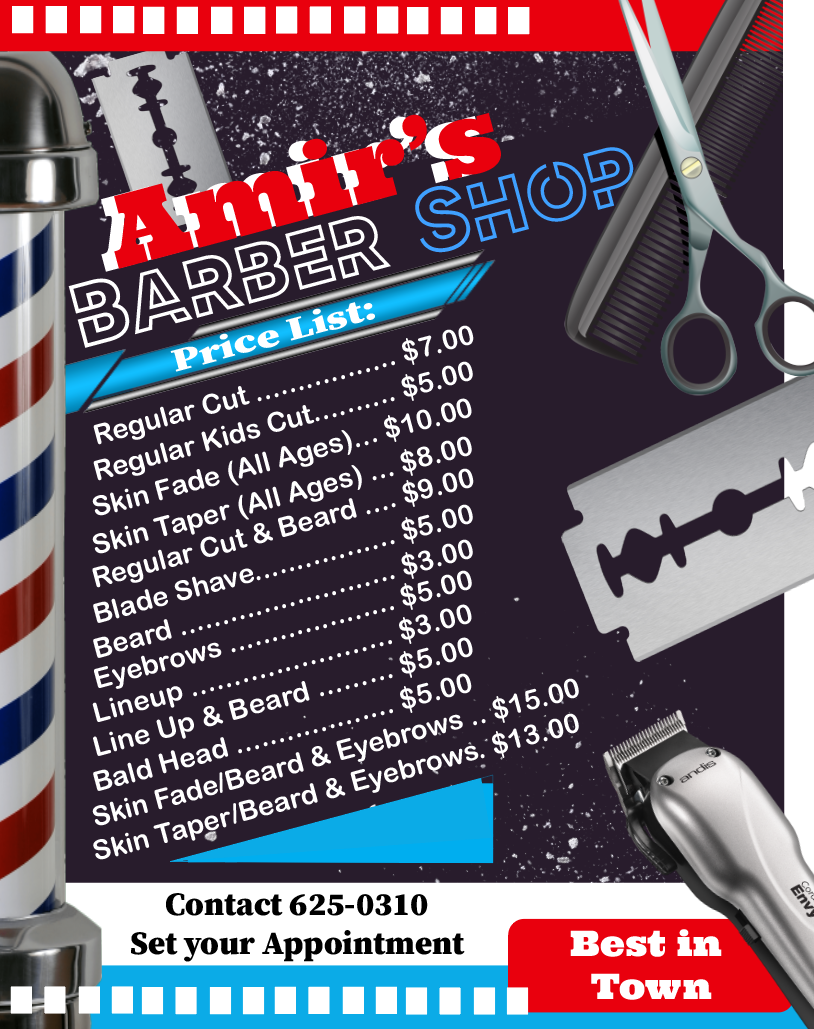 Amir's
BARBER SHOP
Price List:
Regular Cut ................. $7.00
Regular Kids Cut.......... $5.00
Skin Fade (All Ages)... $10.00
Skin Taper (All Ages) ... $8.00
Regular Cut & Beard .... $9.00
Blade Shave................. $5.00
Beard .......................... $3.00
Eyebrows .................... $5.00
Lineup ........................ $3.00
Line Up & Beard ......... $5.00
Bald Head ................... $5.00
Skin Fade/Beard & Eyebrows .. $15.00
Skin Taper/Beard & Eyebrows. $13.00
andis
Envy
Contact 625-0310
Set your Appointment
Best in
Town